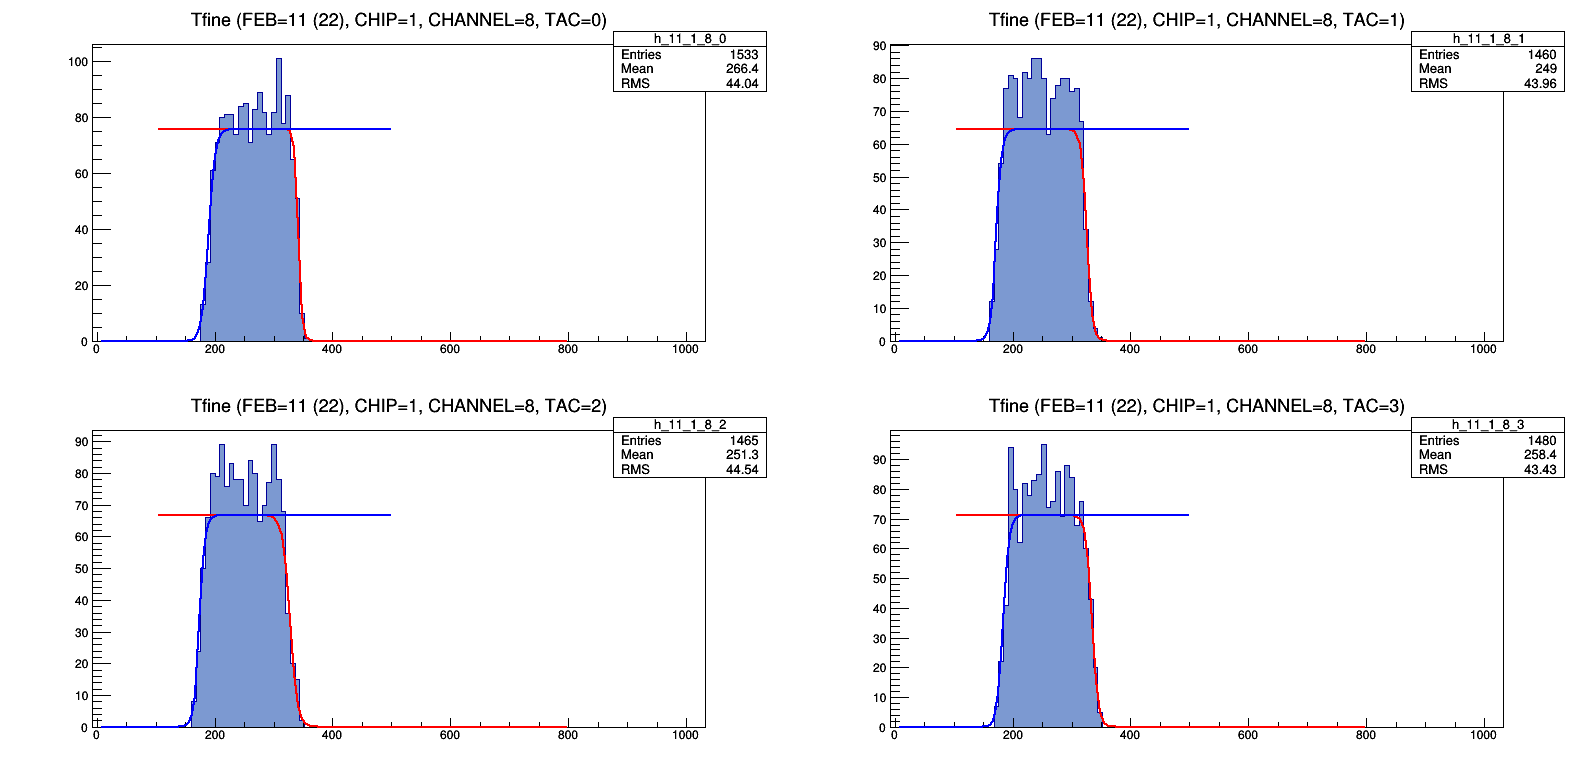 Tfine (FEB=11 (22), CHIP=1, CHANNEL=8, TAC=0)
h_11_1_8_0
Entries 1533
Mean 266.4
RMS 44.04
100
80
60
40
20
0
0 200 400 600 800 1000
Tfine (FEB=11 (22), CHIP=1, CHANNEL=8, TAC=1)
h_11_1_8_1
Entries 1460
Mean 249
RMS 43.96
90
80
70
60
50
40
30
20
10
0
0 200 400 600 800 1000
Tfine (FEB=11 (22), CHIP=1, CHANNEL=8, TAC=2)
h_11_1_8_2
Entries 1465
Mean 251.3
RMS 44.54
90
80
70
60
50
40
30
20
10
0
0 200 400 600 800 1000
Tfine (FEB=11 (22), CHIP=1, CHANNEL=8, TAC=3)
h_11_1_8_3
Entries 1480
Mean 258.4
RMS 43.43
90
80
70
60
50
40
30
20
10
0
0 200 400 600 800 1000